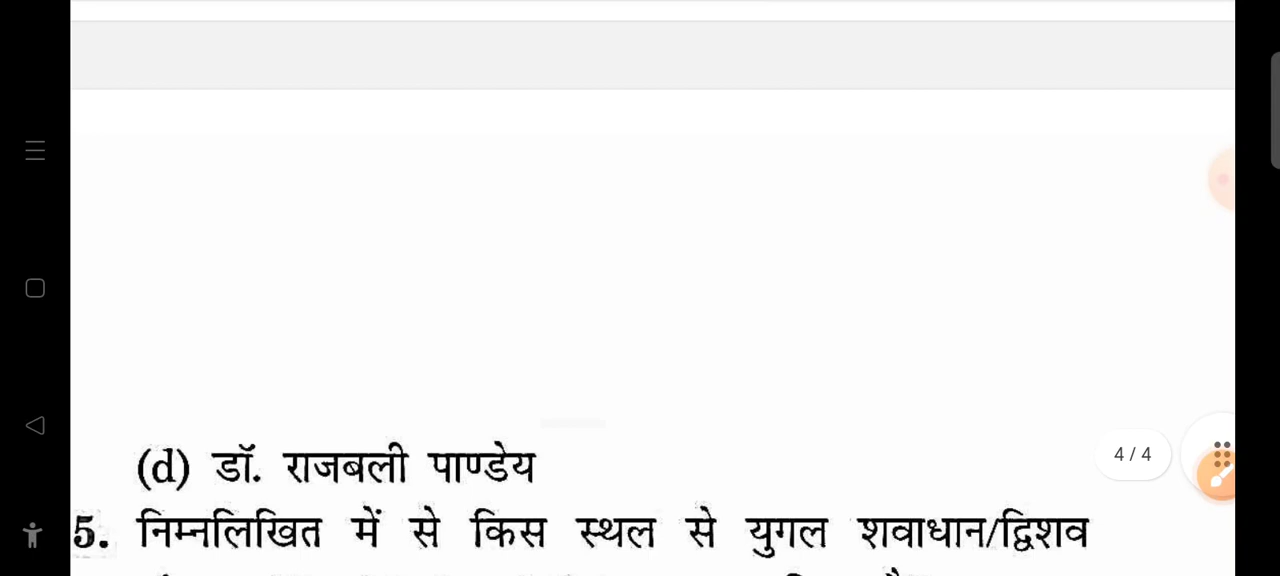 (d) डॉ. राजबली पाण्डेय
4 / 4
5. निम्नलिखित में से किस स्थल से युगल शवाधान/द्विशव